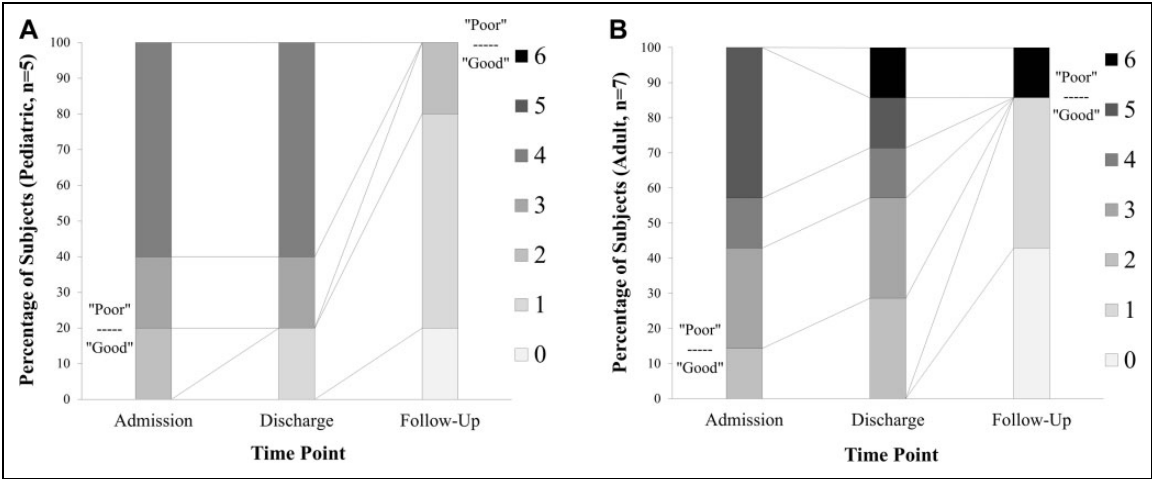 A
Percentage of Subjects (Pediatric, n=5)
100
90
80
70
60
50
40
30
20
10
0
"Poor"
-----
"Good"
"Poor"
-----
"Good"
6
5
4
3
2
1
0
Admission
Discharge
Follow-Up
Time Point
B
Percentage of Subjects (Adult, n=7)
100
90
80
70
60
50
40
30
20
10
0
"Poor"
-----
"Good"
"Poor"
-----
"Good"
6
5
4
3
2
1
0
Admission
Discharge
Follow-Up
Time Point